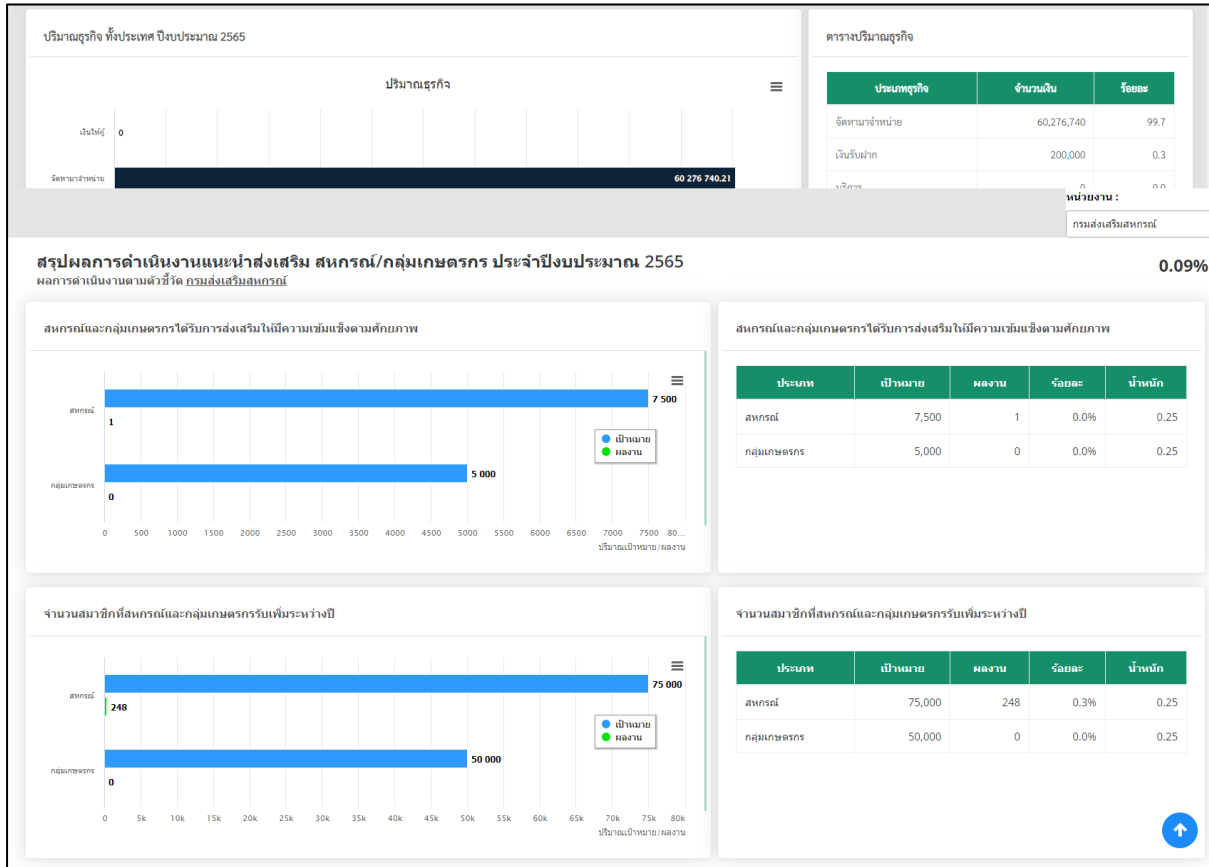 ปริมาณธุรกิจ ทั้งประเทศ ปีงบประมาณ 2565
ปริมาณธุรกิจ
เงินให้กู้
0
จัดหามาจำหน่าย
60 276 740.21
ตารางปริมาณธุรกิจ
ประเภทธุรกิจ จำนวนเงิน ร้อยละ
จัดหามาจำหน่าย 60,276,740 99.7
เงินรับฝาก 200,000 0.3
บริการ 0 0.0
หน่วยงาน :
กรมส่งเสริมสหกรณ์
สรุปผลการดำเนินงานแนะนำส่งเสริม สหกรณ์/กลุ่มเกษตรกร ประจำปีงบประมาณ 2565
0.09%
ผลการดำเนินงานตามตัวชี้วัด กรมส่งเสริมสหกรณ์
สหกรณ์และกลุ่มเกษตรกรได้รับการส่งเสริมให้มีความเข้มแข็งตามศักยภาพ
สหกรณ์
7 500
1
เป้าหมาย
ผลงาน
กลุ่มเกษตรกร
5 000
0
0 500 1000 1500 2000 2500 3000 3500 4000 4500 5000 5500 6000 6500 7000 7500 80...
ปริมาณเป้าหมาย/ผลงาน
สหกรณ์และกลุ่มเกษตรกรได้รับการส่งเสริมให้มีความเข้มแข็งตามศักยภาพ
ประเภท เป้าหมาย ผลงาน ร้อยละ น้ำหนัก
สหกรณ์ 7,500 1 0.0% 0.25
กลุ่มเกษตรกร 5,000 0 0.0% 0.25
จำนวนสมาชิกที่สหกรณ์และกลุ่มเกษตรกรรับเพิ่มระหว่างปี
สหกรณ์
75 000
248
เป้าหมาย
ผลงาน
กลุ่มเกษตรกร
50 000
0
0 5k 10k 15k 20k 25k 30k 35k 40k 45k 50k 55k 60k 65k 70k 75k 80k
ปริมาณเป้าหมาย/ผลงาน
จำนวนสมาชิกที่สหกรณ์และกลุ่มเกษตรกรรับเพิ่มระหว่างปี
ประเภท เป้าหมาย ผลงาน ร้อยละ น้ำหนัก
สหกรณ์ 75,000 248 0.3% 0.25
กลุ่มเกษตรกร 50,000 0 0.0% 0.25